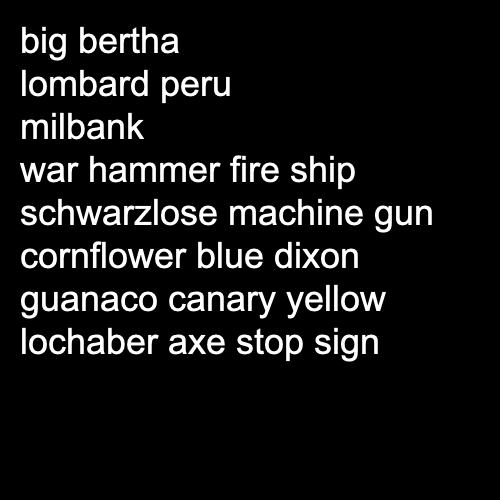 big bertha
lombard peru
milbank
war hammer fire ship
schwarzlose machine gun
cornflower blue dixon
guanaco canary yellow
lochaber axe stop sign